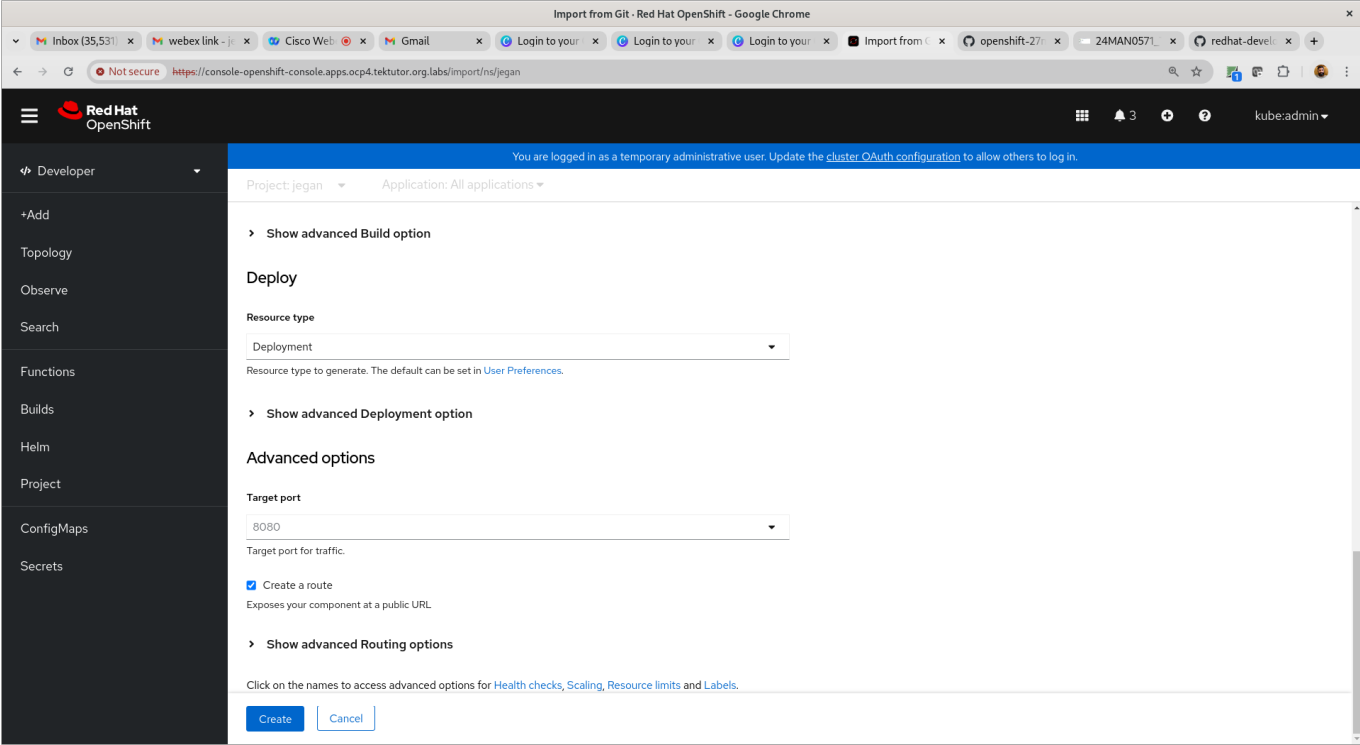 Import from Git · Red Hat OpenShift - Google Chrome
Inbox (35,531)
webex link - je
Cisco Web
Gmail
Login to your
Login to your
Login to your
Import from G
openshift-27
24MAN0571_
redhat-devel
Not secure https://console-openshift-console.apps.ocp4.tektutor.org.labs/import/ns/jegan
1
Red Hat
OpenShift
3
kube:admin
You are logged in as a temporary administrative user. Update the cluster OAuth configuration to allow others to log in.
Developer
Project: jegan
Application: All applications
+Add
Topology
Observe
Search
Functions
Builds
Helm
Project
ConfigMaps
Secrets
Show advanced Build option
Deploy
Resource type
Deployment
Resource type to generate. The default can be set in User Preferences.
Show advanced Deployment option
Advanced options
Target port
8080
Target port for traffic.
Create a route
Exposes your component at a public URL
Show advanced Routing options
Click on the names to access advanced options for Health checks, Scaling, Resource limits and Labels.
Create
Cancel